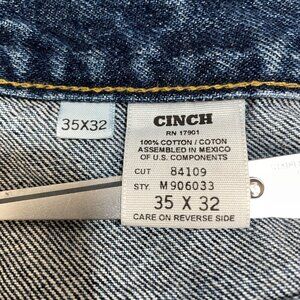 35X32
CINCH
RN 17901
100% COTTON / COTON
ASSEMBLED IN MEXICO
OF U.S. COMPONENTS
CUT 84109
STY. M906033
35 X 32
CARE ON REVERSE SIDE